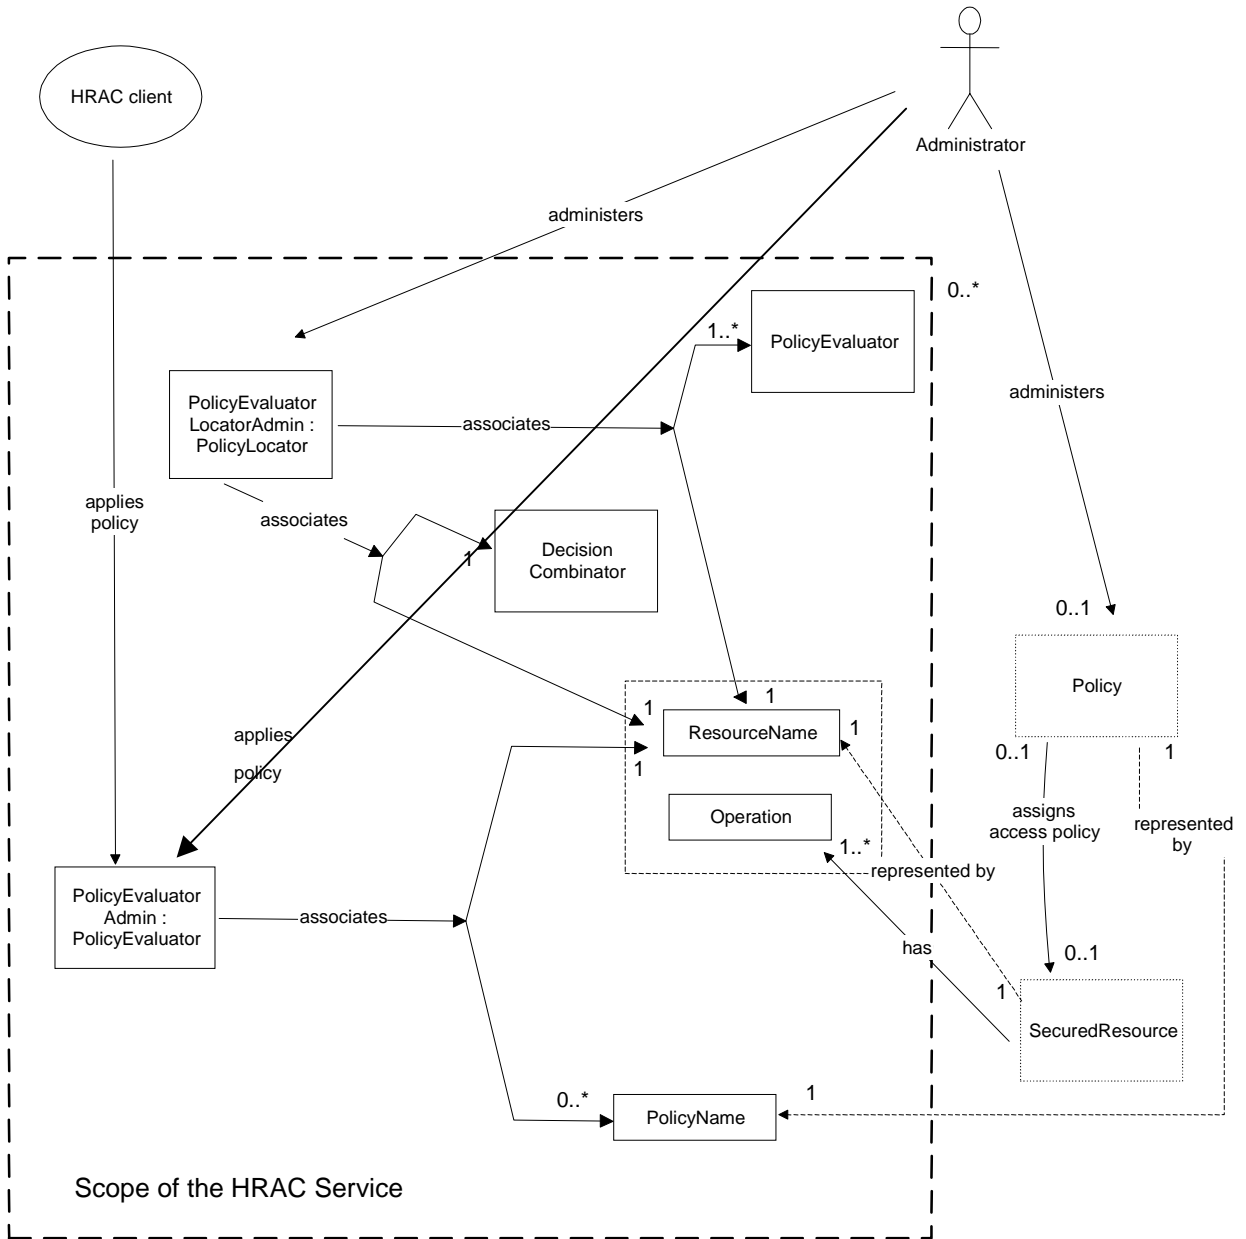 HRAC client
Administrator
administers
0..*
1..*
PolicyEvaluator
administers
PolicyEvaluator
LocatorAdmin :
PolicyLocator
associates
applies
policy
associates
1
Decision
Combinator
0..1
Policy
1
1
ResourceName
1
applies
policy
1
0..1
1
Operation
assigns
access policy
represented
by
1..*
represented by
PolicyEvaluator
Admin :
PolicyEvaluator
associates
has
0..1
1
SecuredResource
0..*
PolicyName
1
Scope of the HRAC Service